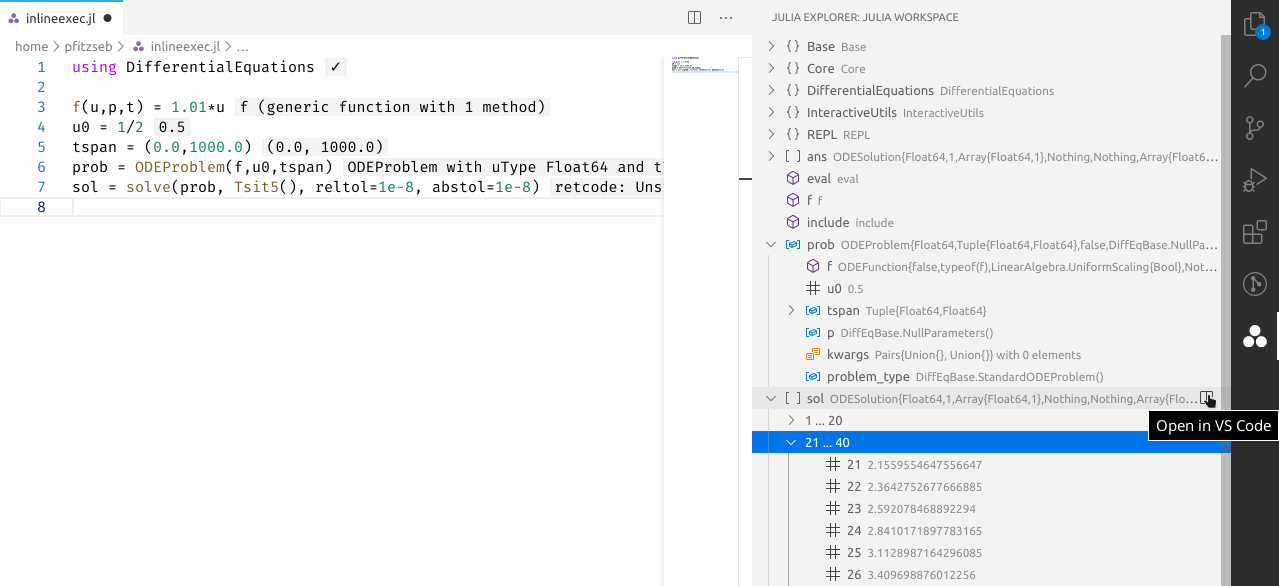 inlineexec.jl
home > pfitzseb > inlineexec.jl > ...
1 using DifferentialEquations ✓
2
3 f(u,p,t) = 1.01*u f (generic function with 1 method)
4 u0 = 1/2 0.5
5 tspan = (0.0,1000.0) (0.0, 1000.0)
6 prob = ODEProblem(f,u0,tspan) ODEProblem with uType Float64 and t
7 sol = solve(prob, Tsit5(), reltol=1e-8, abstol=1e-8) retcode: Uns
8
JULIA EXPLORER: JULIA WORKSPACE
{} Base Base
{} Core Core
{} DifferentialEquations DifferentialEquations
{} InteractiveUtils InteractiveUtils
{} REPL REPL
[ ] ans ODESolution{Float64,1,Array{Float64,1},Nothing,Nothing,Array{Float6...
eval eval
f f
include include
prob ODEProblem{Float64,Tuple{Float64,Float64},false,DiffEqBase.NullPa...
f ODEFunction{false,typeof(f),LinearAlgebra.UniformScaling{Bool},Not...
u0 0.5
tspan Tuple{Float64,Float64}
p DiffEqBase.NullParameters()
kwargs Pairs{Union{}, Union{}} with 0 elements
problem_type DiffEqBase.StandardODEProblem()
[ ] sol ODESolution{Float64,1,Array{Float64,1},Nothing,Nothing,Array{Flo...
1 ... 20
Open in VS Code
21 ... 40
21 2.1559554647556647
22 2.3642752677666885
23 2.592078468892294
24 2.8410171897783165
25 3.1128987164296085
26 3.409698876012256
1